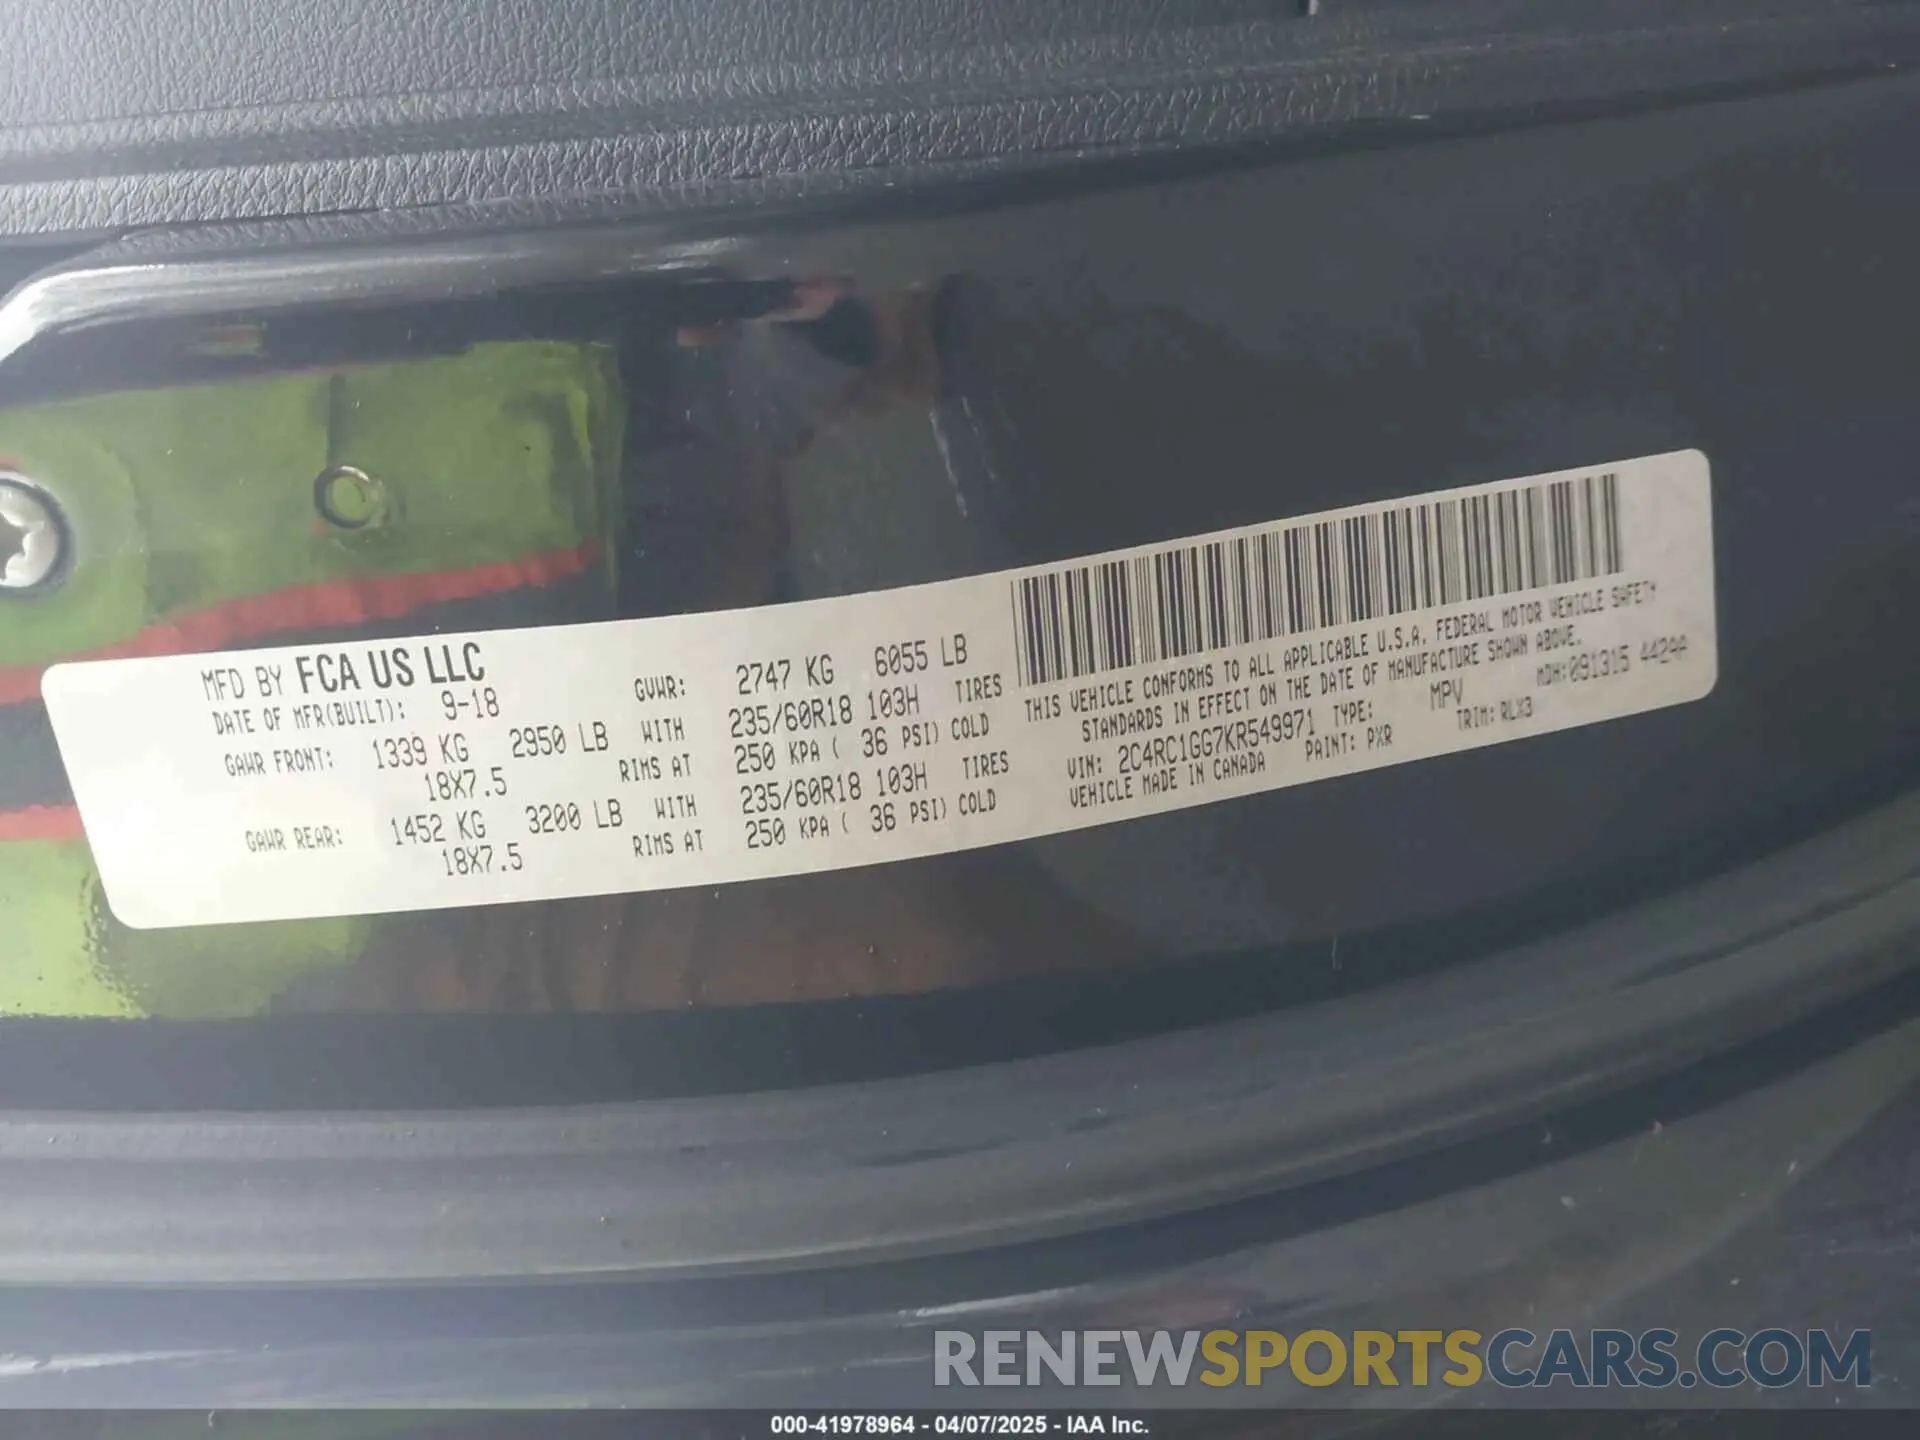 MFD BY FCA US LLC
DATE OF MFR(BUILT): 9-18 GVWR: 2747 KG 6055 LB
GAWR FRONT: 1339 KG 2950 LB WITH 235/60R18 103H TIRES
18X7.5 RIMS AT 250 KPA ( 36 PSI) COLD
GAWR REAR: 1452 KG 3200 LB WITH 235/60R18 103H TIRES
18X7.5 RIMS AT 250 KPA ( 36 PSI) COLD
THIS VEHICLE CONFORMS TO ALL APPLICABLE U.S.A. FEDERAL MOTOR VEHICLE SAFETY
STANDARDS IN EFFECT ON THE DATE OF MANUFACTURE SHOWN ABOVE.
VIN: 2C4RC1GG7KR549971 TYPE: MPV MDH:091315 442AA
VEHICLE MADE IN CANADA PAINT: PXR TRIM: RLX3
RENEWSPORTSCARS.COM
000-41978964 - 04/07/2025 - IAA Inc.